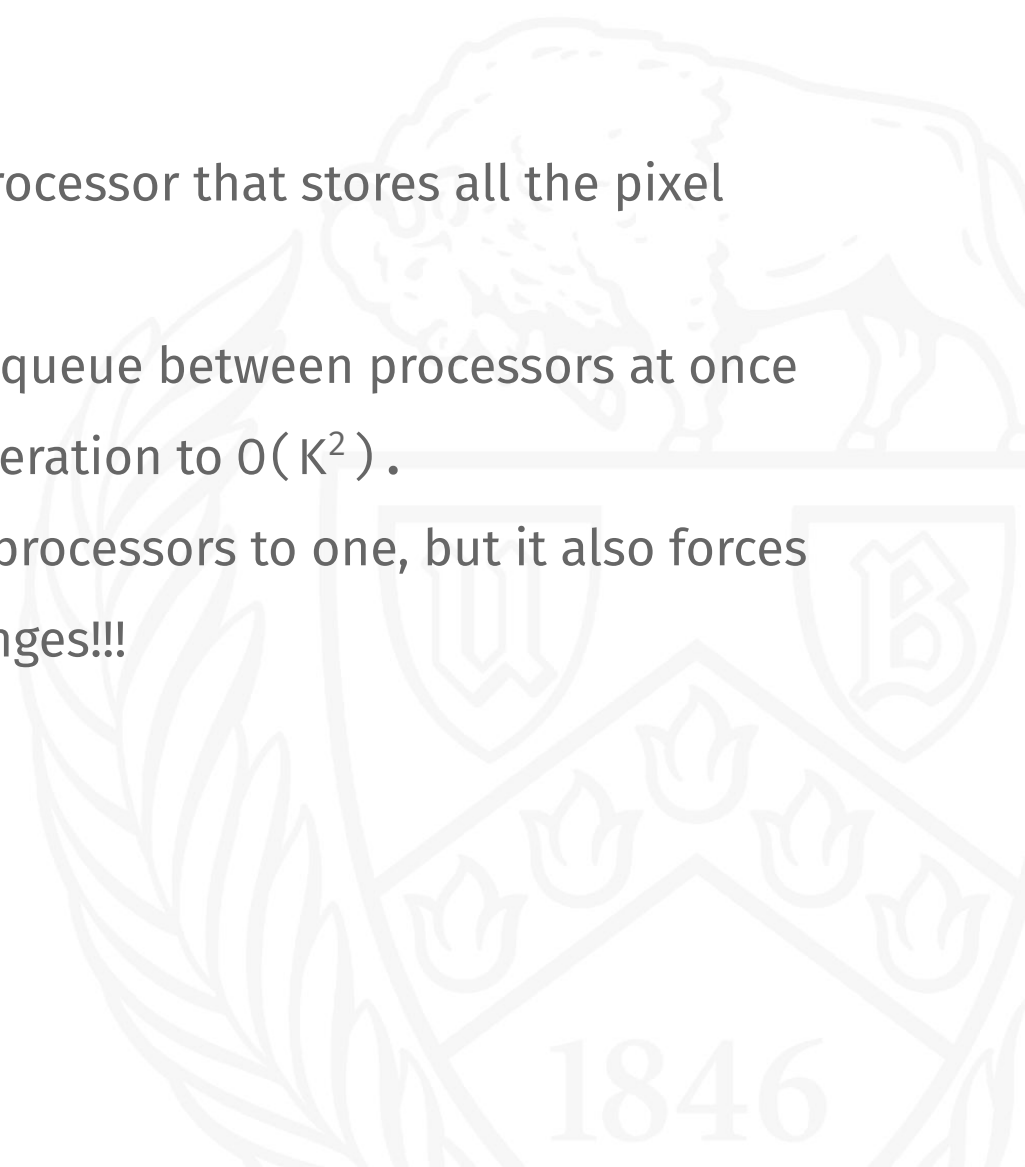 rocessor that stores all the pixel
queue between processors at once
eration to O(K²).
processors to one, but it also forces
nges!!!
U B
1846